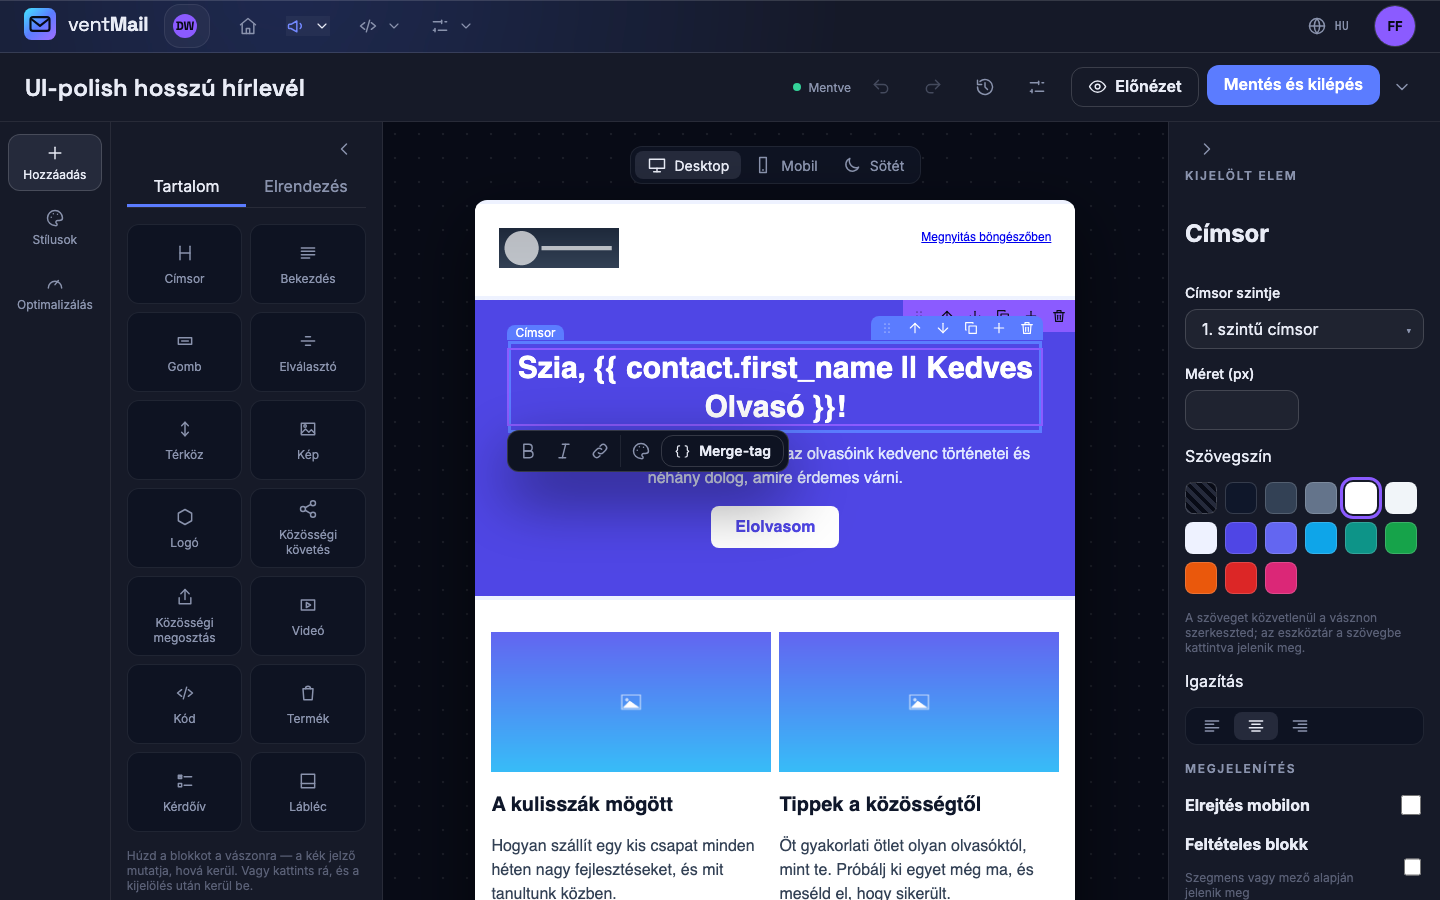 ventMail
DW
HU
FF
UI-polish hosszú hírlevél
Mentve
Előnézet
Mentés és kilépés
Hozzáadás
Stílusok
Optimalizálás
Tartalom
Elrendezés
Címsor
Bekezdés
Gomb
Elválasztó
Térköz
Kép
Logó
Közösségi
követés
Közösségi
megosztás
Videó
Kód
Termék
Kérdőív
Lábléc
Húzd a blokkot a vászonra — a kék jelző
mutatja, hová kerül. Vagy kattints rá, és a
kijelölés után kerül be.
Desktop
Mobil
Sötét
Megnyitás böngészőben
Címsor
Szia, {{ contact.first_name || Kedves
Olvasó }}!
Merge-tag
az olvasóink kedvenc történetei és
néhány dolog, amire érdemes várni.
Elolvasom
A kulisszák mögött
Hogyan szállít egy kis csapat minden
héten nagy fejlesztéseket, és mit
tanultunk közben.
Tippek a közösségtől
Öt gyakorlati ötlet olyan olvasóktól,
mint te. Próbálj ki egyet még ma, és
meséld el, hogy sikerült.
KIJELÖLT ELEM
Címsor
Címsor szintje
1. szintű címsor
Méret (px)
Szövegszín
A szöveget közvetlenül a vásznon
szerkeszted; az eszköztár a szövegbe
kattintva jelenik meg.
Igazítás
MEGJELENÍTÉS
Elrejtés mobilon
Feltételes blokk
Szegmens vagy mező alapján
jelenik meg